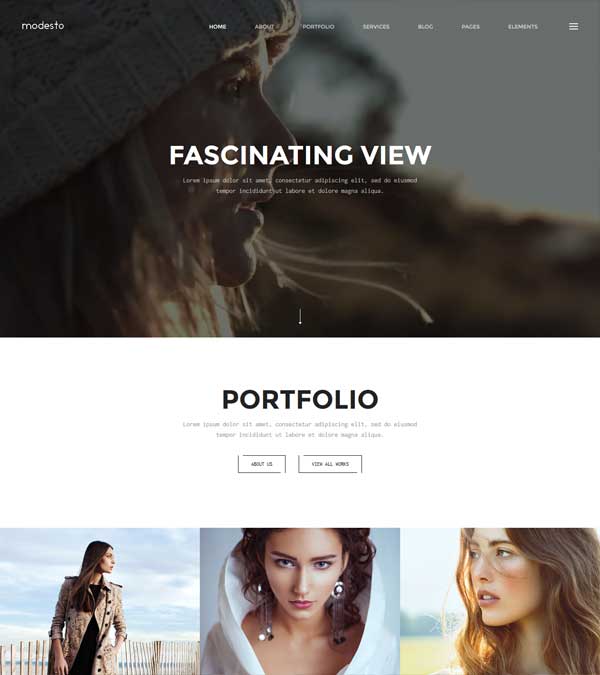 modesto
HOME ABOUT PORTFOLIO SERVICES BLOG PAGES ELEMENTS
FASCINATING VIEW
Lorem ipsum dolor sit amet, consectetur adipiscing elit, sed do eiusmod
tempor incididunt ut labore et dolore magna aliqua.
PORTFOLIO
Lorem ipsum dolor sit amet, consectetur adipiscing elit, sed do eiusmod
tempor incididunt ut labore et dolore magna aliqua.
ABOUT US VIEW ALL WORKS